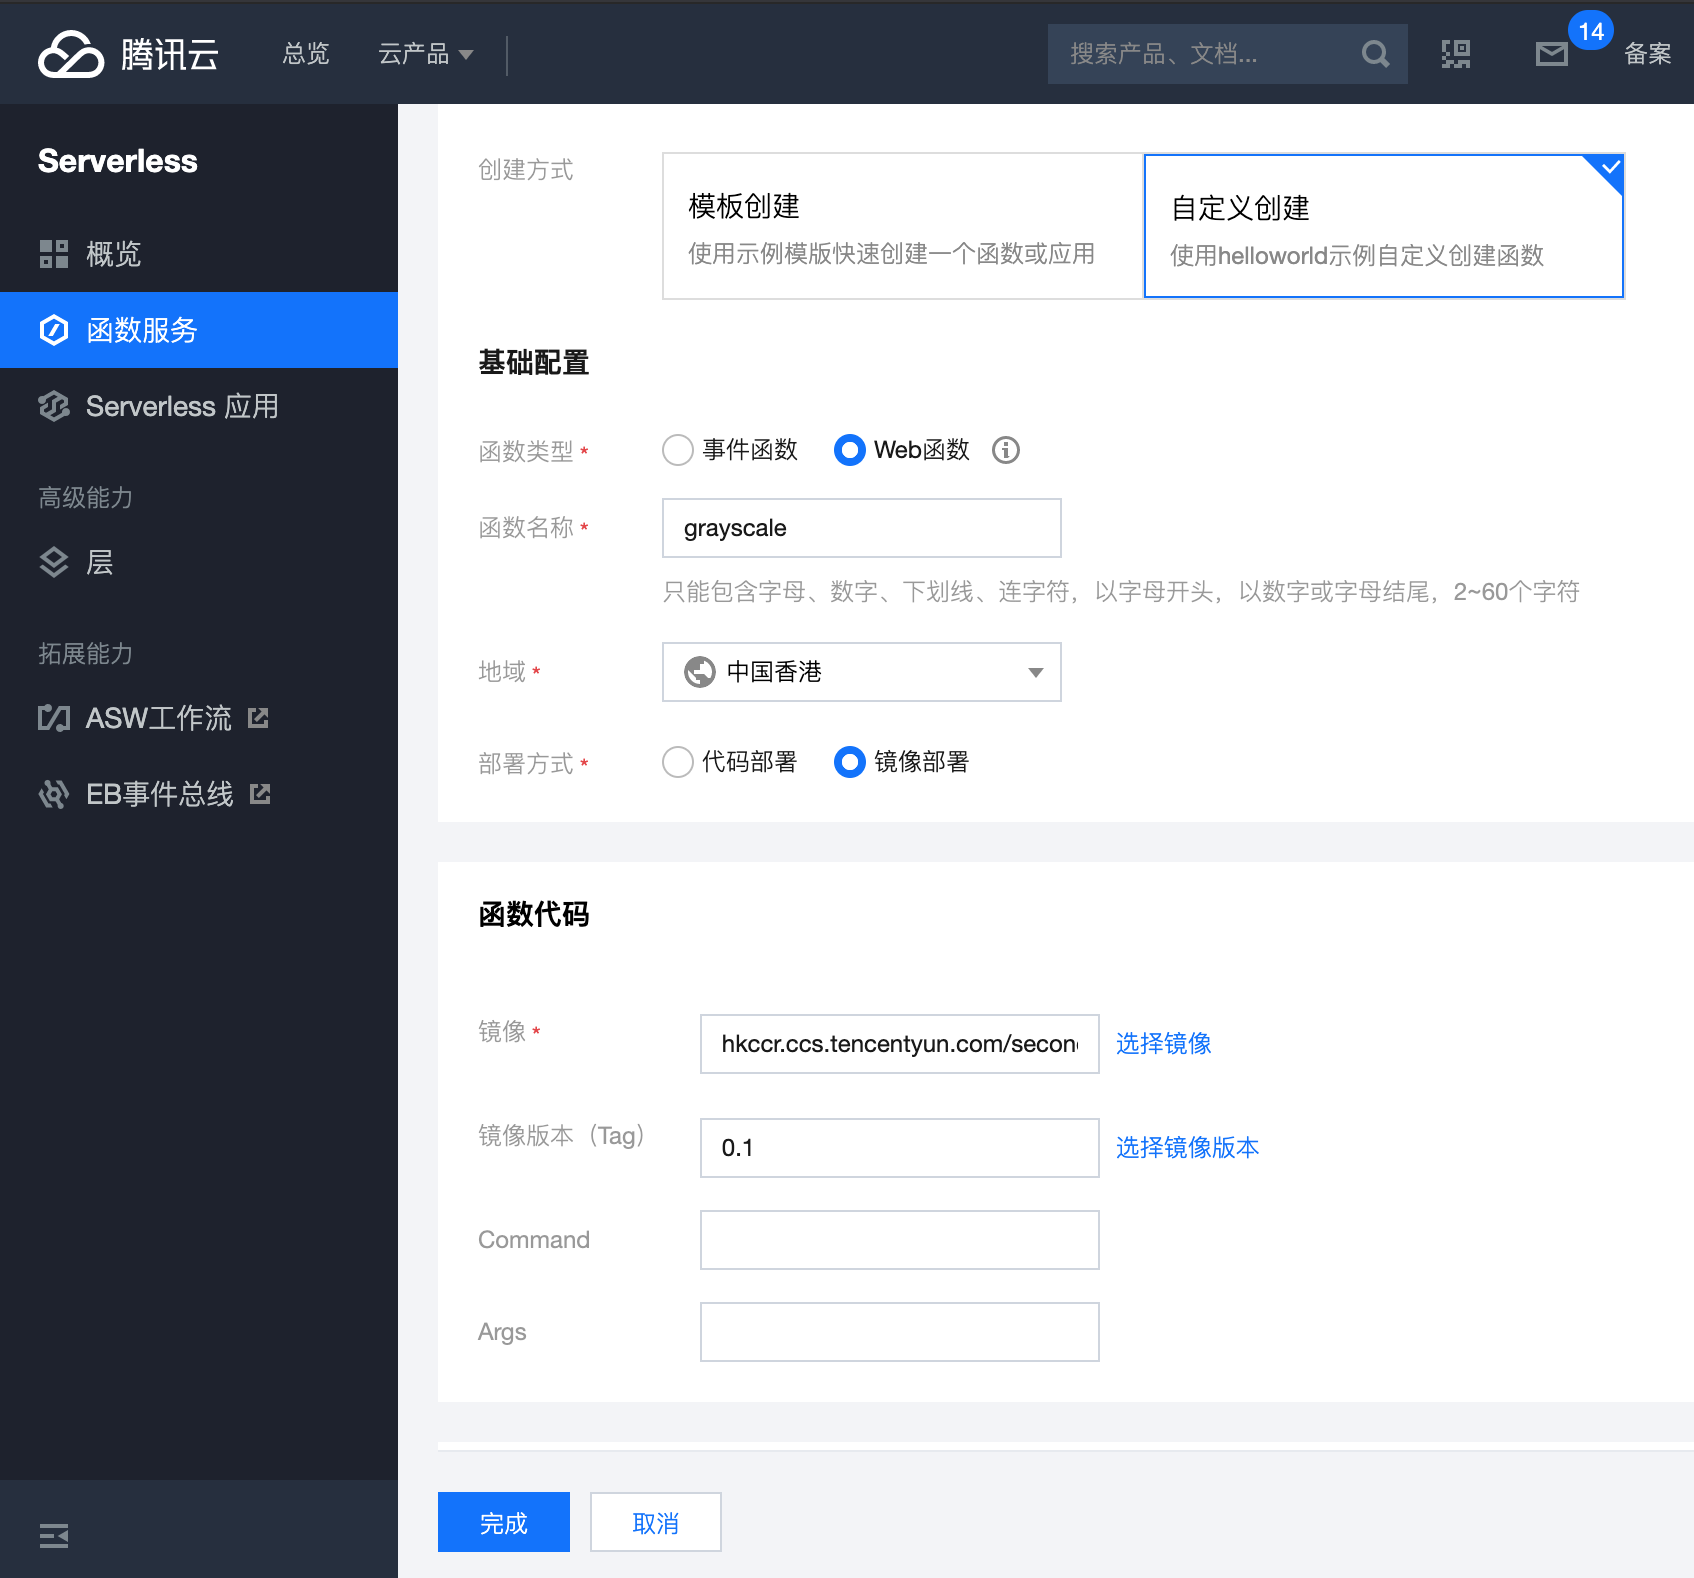 腾讯云
总览
云产品
搜索产品、文档...
14
备案
Serverless
概览
函数服务
Serverless 应用
高级能力
层
拓展能力
ASW工作流
EB事件总线
创建方式
模板创建
使用示例模版快速创建一个函数或应用
自定义创建
使用helloworld示例自定义创建函数
基础配置
函数类型 *
事件函数
Web函数
函数名称 *
grayscale
只能包含字母、数字、下划线、连字符，以字母开头，以数字或字母结尾，2~60个字符
地域 *
中国香港
部署方式 *
代码部署
镜像部署
函数代码
镜像 *
hkccr.ccs.tencentyun.com/secon
选择镜像
镜像版本（Tag）
0.1
选择镜像版本
Command
Args
完成
取消